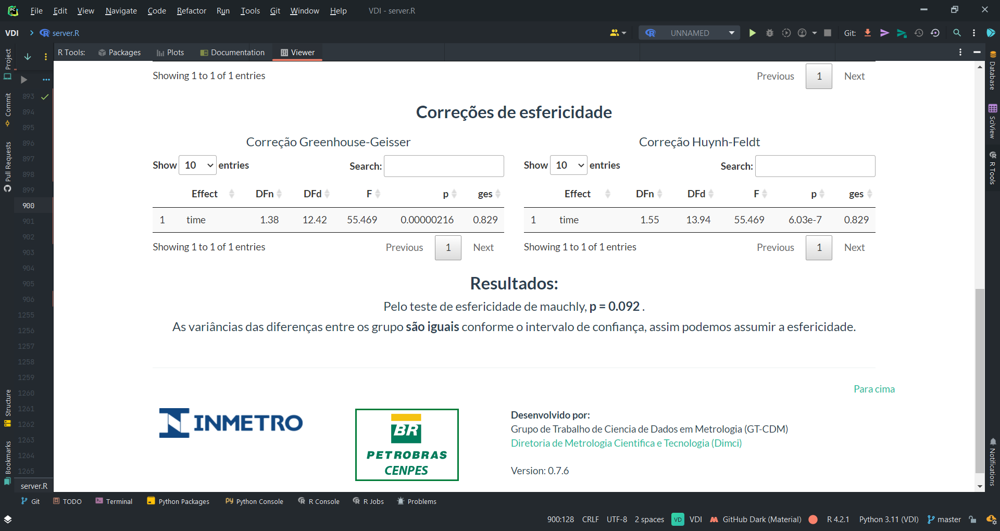 File Edit View Navigate Code Refactor Run Tools Git Window Help VDI - server.R
VDI server.R UNNAMED Git:
R Tools: Packages Plots Documentation Viewer
Project
Commit
Pull Requests
Structure
Bookmarks
893
894
895
896
897
898
899
900
901
902
903
904
905
906
1255
1256
1257
1258
1259
1260
1261
1262
1263
1264
1265
server.R
Showing 1 to 1 of 1 entries Previous 1 Next
Correções de esfericidade
Correção Greenhouse-Geisser
Show 10 entries Search:
Effect DFn DFd F p ges
1 time 1.38 12.42 55.469 0.00000216 0.829
Showing 1 to 1 of 1 entries Previous 1 Next
Correção Huynh-Feldt
Show 10 entries Search:
Effect DFn DFd F p ges
1 time 1.55 13.94 55.469 6.03e-7 0.829
Showing 1 to 1 of 1 entries Previous 1 Next
Resultados:
Pelo teste de esfericidade de mauchly, p = 0.092 .
As variâncias das diferenças entre os grupo são iguais conforme o intervalo de confiança, assim podemos assumir a esfericidade.
Para cima
INMETRO
BR
PETROBRAS
CENPES
Desenvolvido por:
Grupo de Trabalho de Ciencia de Dados em Metrologia (GT-CDM)
Diretoria de Metrologia Cientifica e Tecnologia (Dimci)
Version: 0.7.6
Database
SciView
R Tools
Notifications
Git TODO Terminal Python Packages Python Console R Console R Jobs Problems
900:128 CRLF UTF-8 2 spaces VD VDI GitHub Dark (Material) R 4.2.1 Python 3.11 (VDI) master